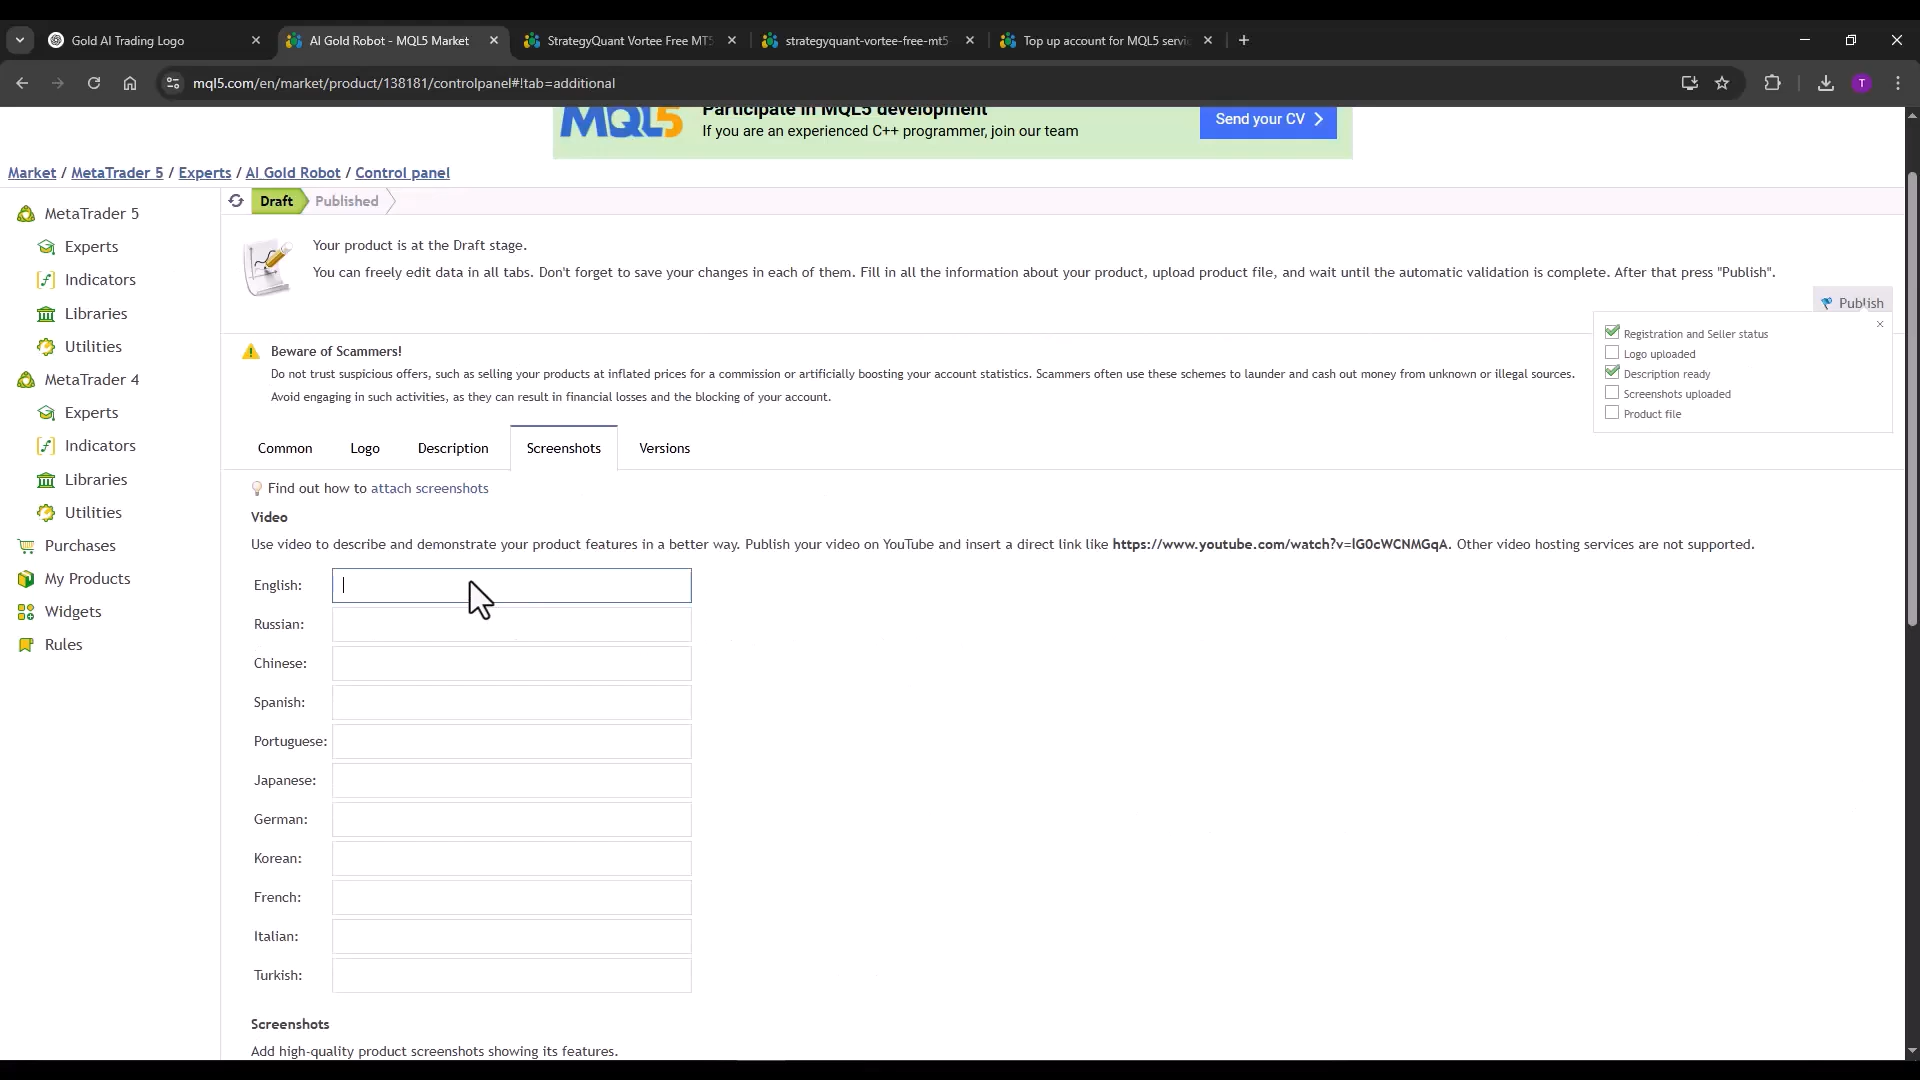 Gold AI Trading Logo
AI Gold Robot - MQL5 Market
StrategyQuant Vortee Free MT5
strategyquant-vortee-free-mt5
Top up account for MQL5 servi
mql5.com/en/market/product/138181/controlpanel#!tab=additional
T
MQL5
Participate in MQL5 development
If you are an experienced C++ programmer, join our team
Send your CV
Market / MetaTrader 5 / Experts / AI Gold Robot / Control panel
MetaTrader 5
Experts
Indicators
Libraries
Utilities
MetaTrader 4
Experts
Indicators
Libraries
Utilities
Purchases
My Products
Widgets
Rules
Draft
Published
Your product is at the Draft stage.
You can freely edit data in all tabs. Don't forget to save your changes in each of them. Fill in all the information about your product, upload product file, and wait until the automatic validation is complete. After that press "Publish".
Publish
Registration and Seller status
Logo uploaded
Description ready
Screenshots uploaded
Product file
Beware of Scammers!
Do not trust suspicious offers, such as selling your products at inflated prices for a commission or artificially boosting your account statistics. Scammers often use these schemes to launder and cash out money from unknown or illegal sources.
Avoid engaging in such activities, as they can result in financial losses and the blocking of your account.
Common
Logo
Description
Screenshots
Versions
Find out how to attach screenshots
Video
Use video to describe and demonstrate your product features in a better way. Publish your video on YouTube and insert a direct link like https://www.youtube.com/watch?v=lG0cWCNMGqA. Other video hosting services are not supported.
English:
Russian:
Chinese:
Spanish:
Portuguese:
Japanese:
German:
Korean:
French:
Italian:
Turkish:
Screenshots
Add high-quality product screenshots showing its features.